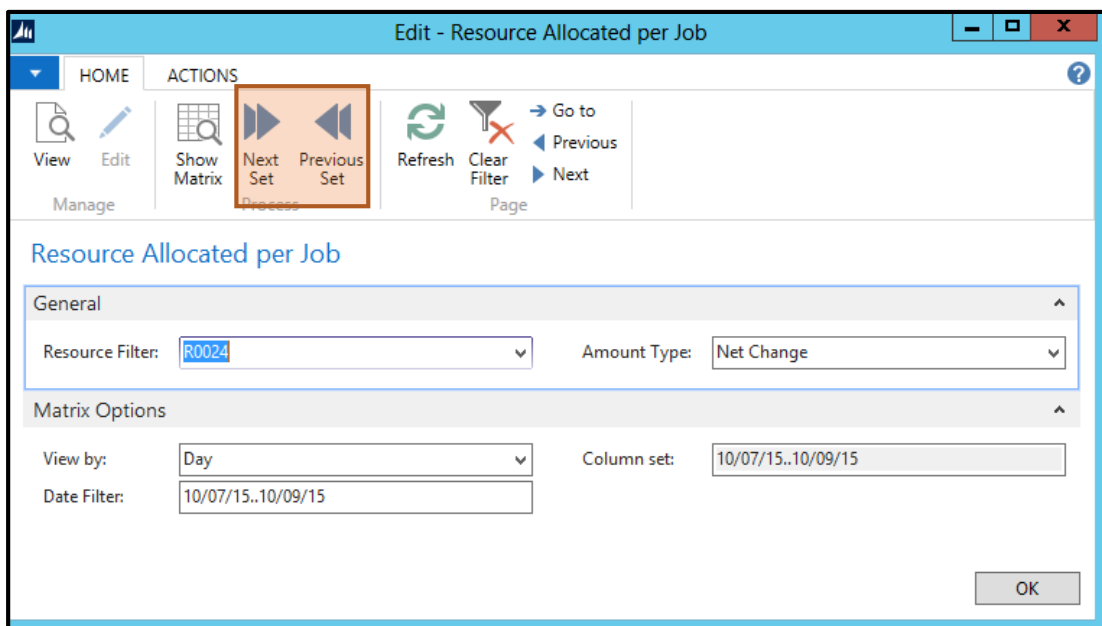 Edit - Resource Allocated per Job
HOME ACTIONS
View Edit Show Matrix Next Set Previous Set Refresh Clear Filter Go to
Previous
Next
Manage Process Page
Resource Allocated per Job
General
Resource Filter: R0024 Amount Type: Net Change
Matrix Options
View by: Day Column set: 10/07/15..10/09/15
Date Filter: 10/07/15..10/09/15
OK